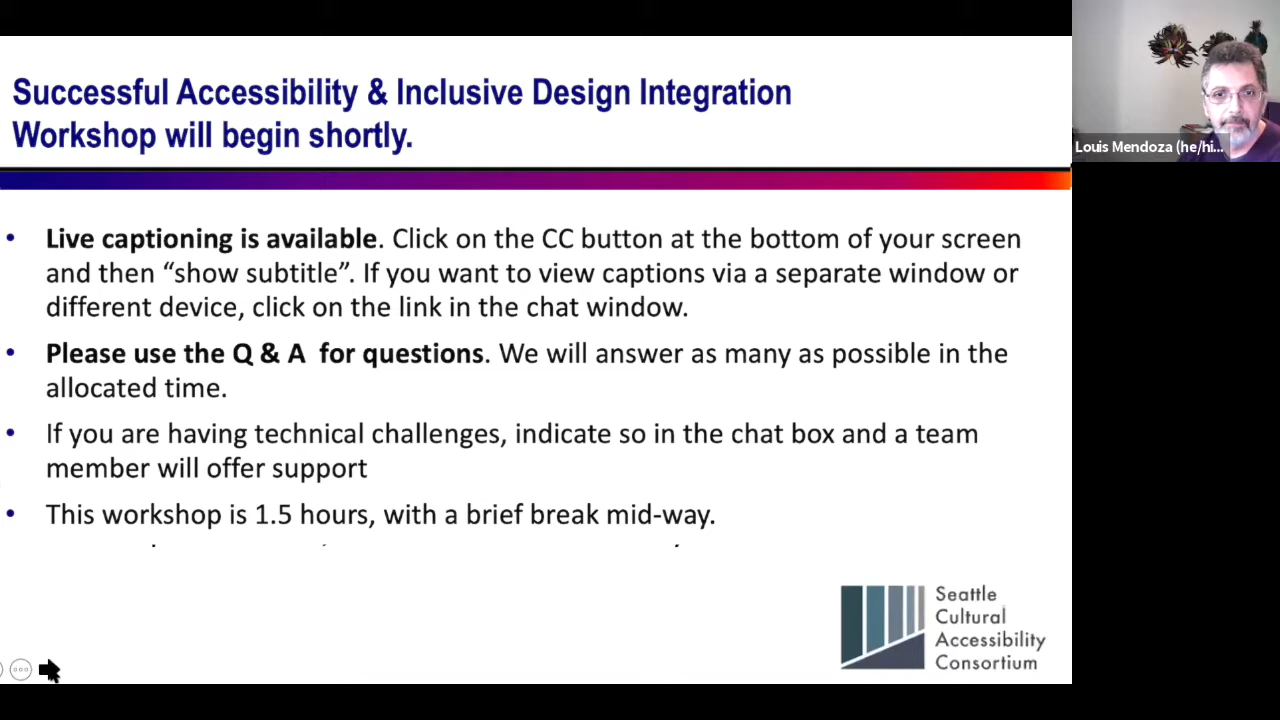 Successful Accessibility & Inclusive Design Integration
Workshop will begin shortly.
Louis Mendoza (he/hi...
• Live captioning is available. Click on the CC button at the bottom of your screen
and then “show subtitle”. If you want to view captions via a separate window or
different device, click on the link in the chat window.
• Please use the Q & A  for questions. We will answer as many as possible in the
allocated time.
• If you are having technical challenges, indicate so in the chat box and a team
member will offer support
• This workshop is 1.5 hours, with a brief break mid-way.
Seattle
Cultural
Accessibility
Consortium